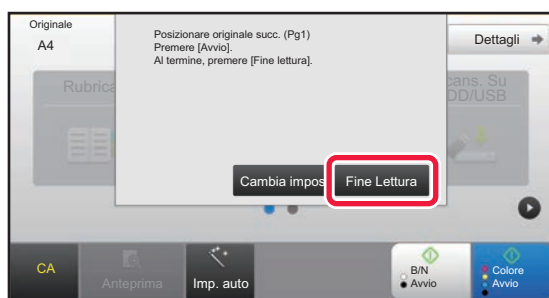 Originale
A4
Posizionare originale succ. (Pg1)
Premere [Avvio].
Al termine, premere [Fine lettura].
Dettagli
Rubrica
cans. Su
DD/USB
Cambia impos
Fine Lettura
CA
Anteprima
Imp. auto
B/N
Avvio
Colore
Avvio